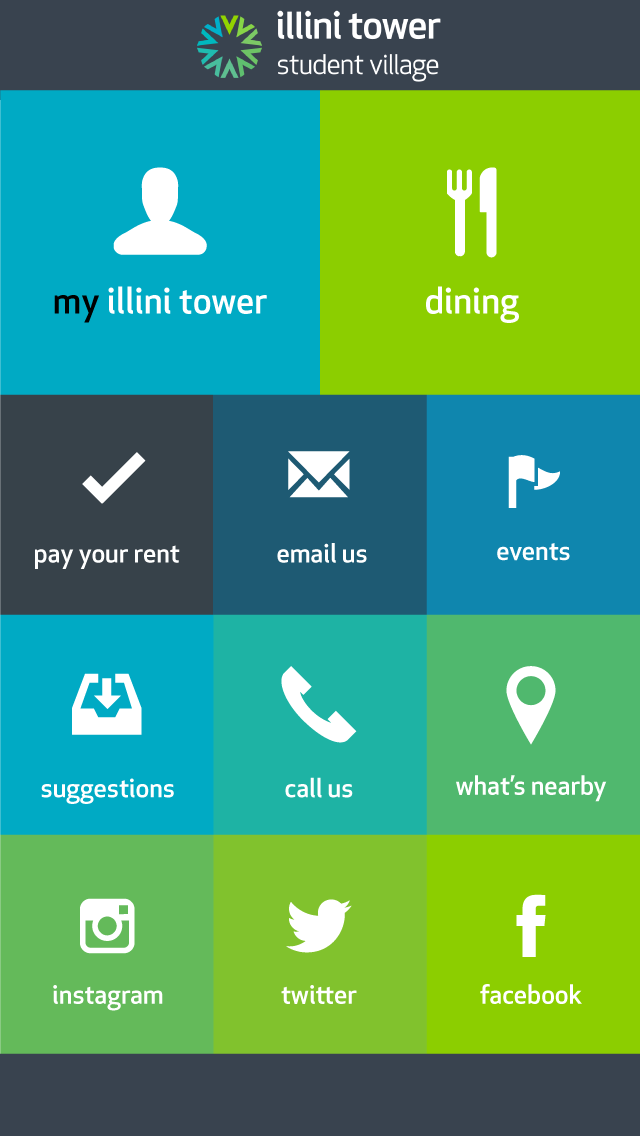 illini tower
student village
my illini tower
dining
pay your rent
email us
events
suggestions
call us
what's nearby
instagram
twitter
facebook